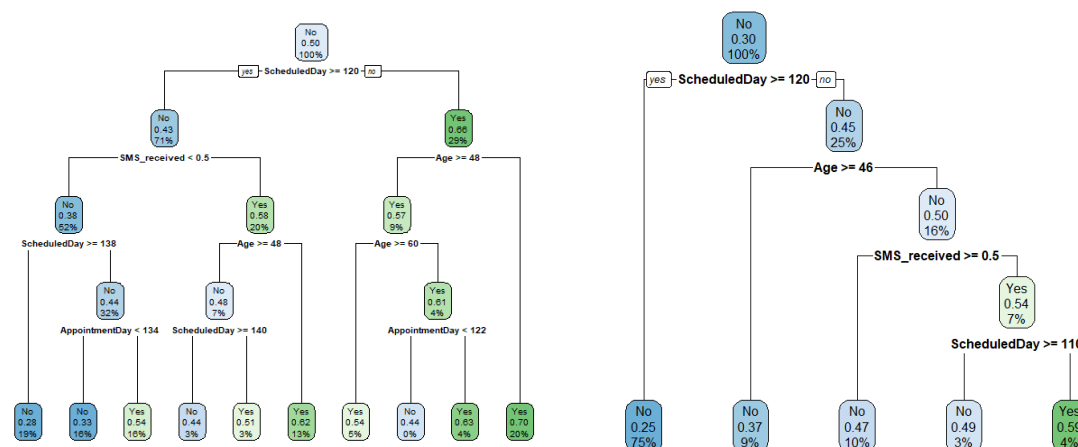 No
0.50
100%
yes ScheduledDay >= 120 no
No
0.43
71%
Yes
0.66
29%
SMS_received < 0.5
Age >= 48
No
0.38
52%
Yes
0.58
20%
Yes
0.57
9%
ScheduledDay >= 138
Age >= 48
Age >= 60
No
0.44
32%
No
0.48
7%
Yes
0.61
4%
AppointmentDay < 134
ScheduledDay >= 140
AppointmentDay < 122
No
0.28
19%
No
0.33
16%
Yes
0.54
16%
No
0.44
3%
Yes
0.51
3%
Yes
0.62
13%
Yes
0.54
5%
No
0.44
0%
Yes
0.63
4%
Yes
0.70
20%
No
0.30
100%
yes ScheduledDay >= 120 no
No
0.45
25%
Age >= 46
No
0.50
16%
SMS_received >= 0.5
Yes
0.54
7%
ScheduledDay >= 110
No
0.25
75%
No
0.37
9%
No
0.47
10%
No
0.49
3%
Yes
0.59
4%